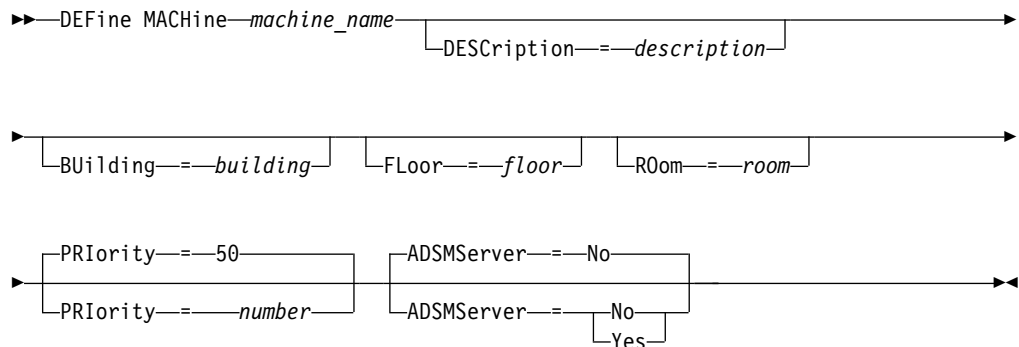 DEFine MACHine machine_name
DESCription = description
BUilding = building FLoor = floor ROom = room
PRIority = 50 ADSMServer = No
PRIority = number ADSMServer = No
Yes